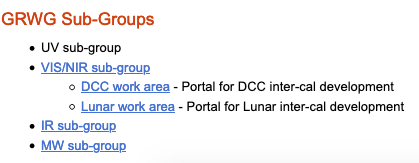 GRWG Sub-Groups
UV sub-group
VIS/NIR sub-group
DCC work area - Portal for DCC inter-cal development
Lunar work area - Portal for Lunar inter-cal development
IR sub-group
MW sub-group